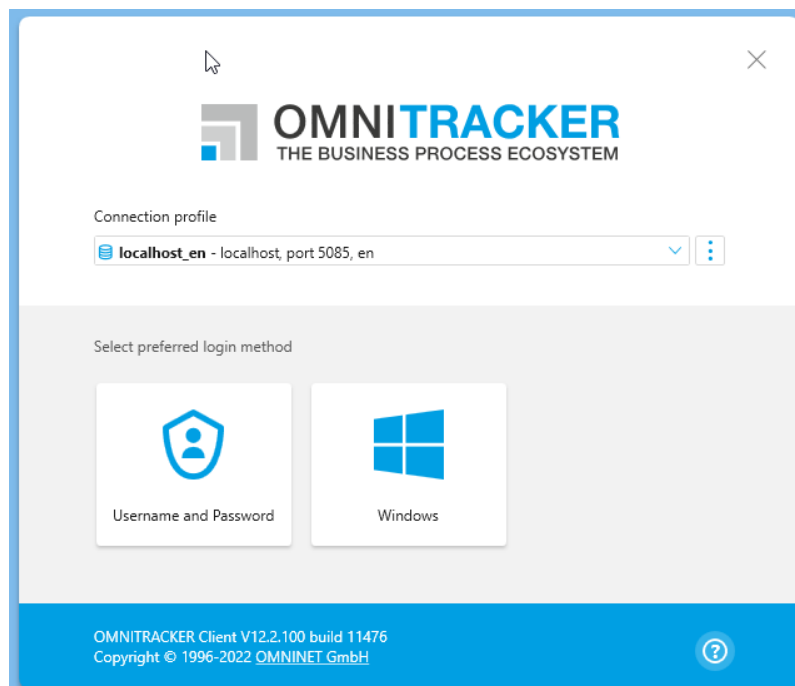 OMNITRACKER
THE BUSINESS PROCESS ECOSYSTEM
Connection profile
localhost_en - localhost, port 5085, en
Select preferred login method
Username and Password
Windows
OMNITRACKER Client V12.2.100 build 11476
Copyright © 1996-2022 OMNINET GmbH
?